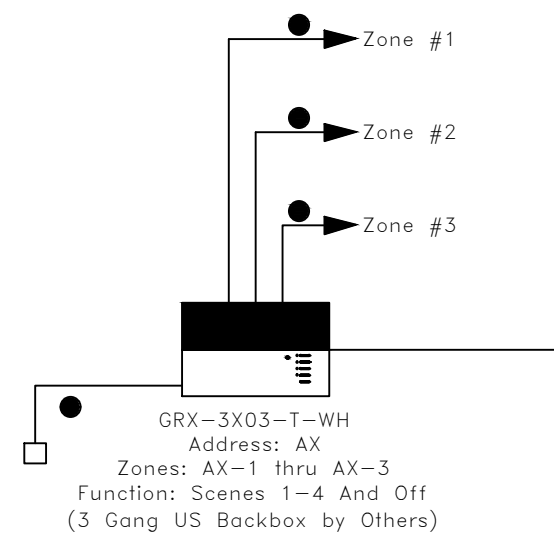 Zone #1
Zone #2
Zone #3
GRX-3X03-T-WH
Address: AX
Zones: AX-1 thru AX-3
Function: Scenes 1-4 And Off
(3 Gang US Backbox by Others)